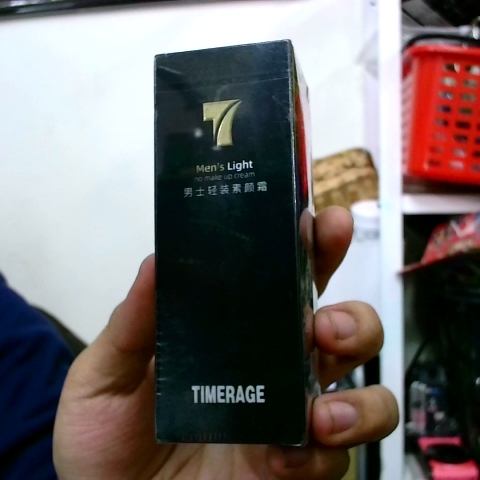 Men's Light
no make up cream
男士轻装素颜霜
TIMERAGE